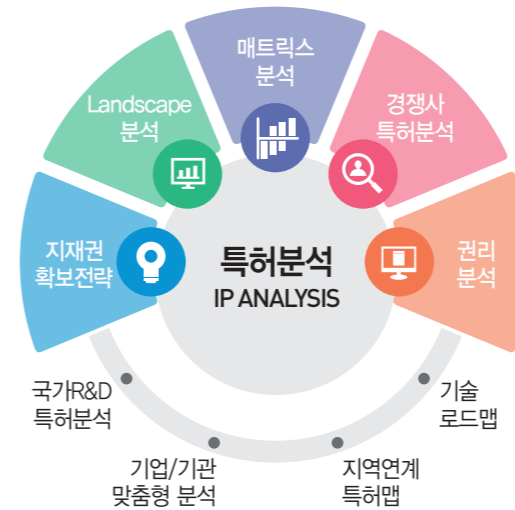 매트릭스
분석
Landscape
분석
경쟁사
특허분석
지재권
확보전략
특허분석
IP ANALYSIS
권리
분석
국가R&D
특허분석
기업/기관
맞춤형 분석
지역연계
특허맵
기술
로드맵